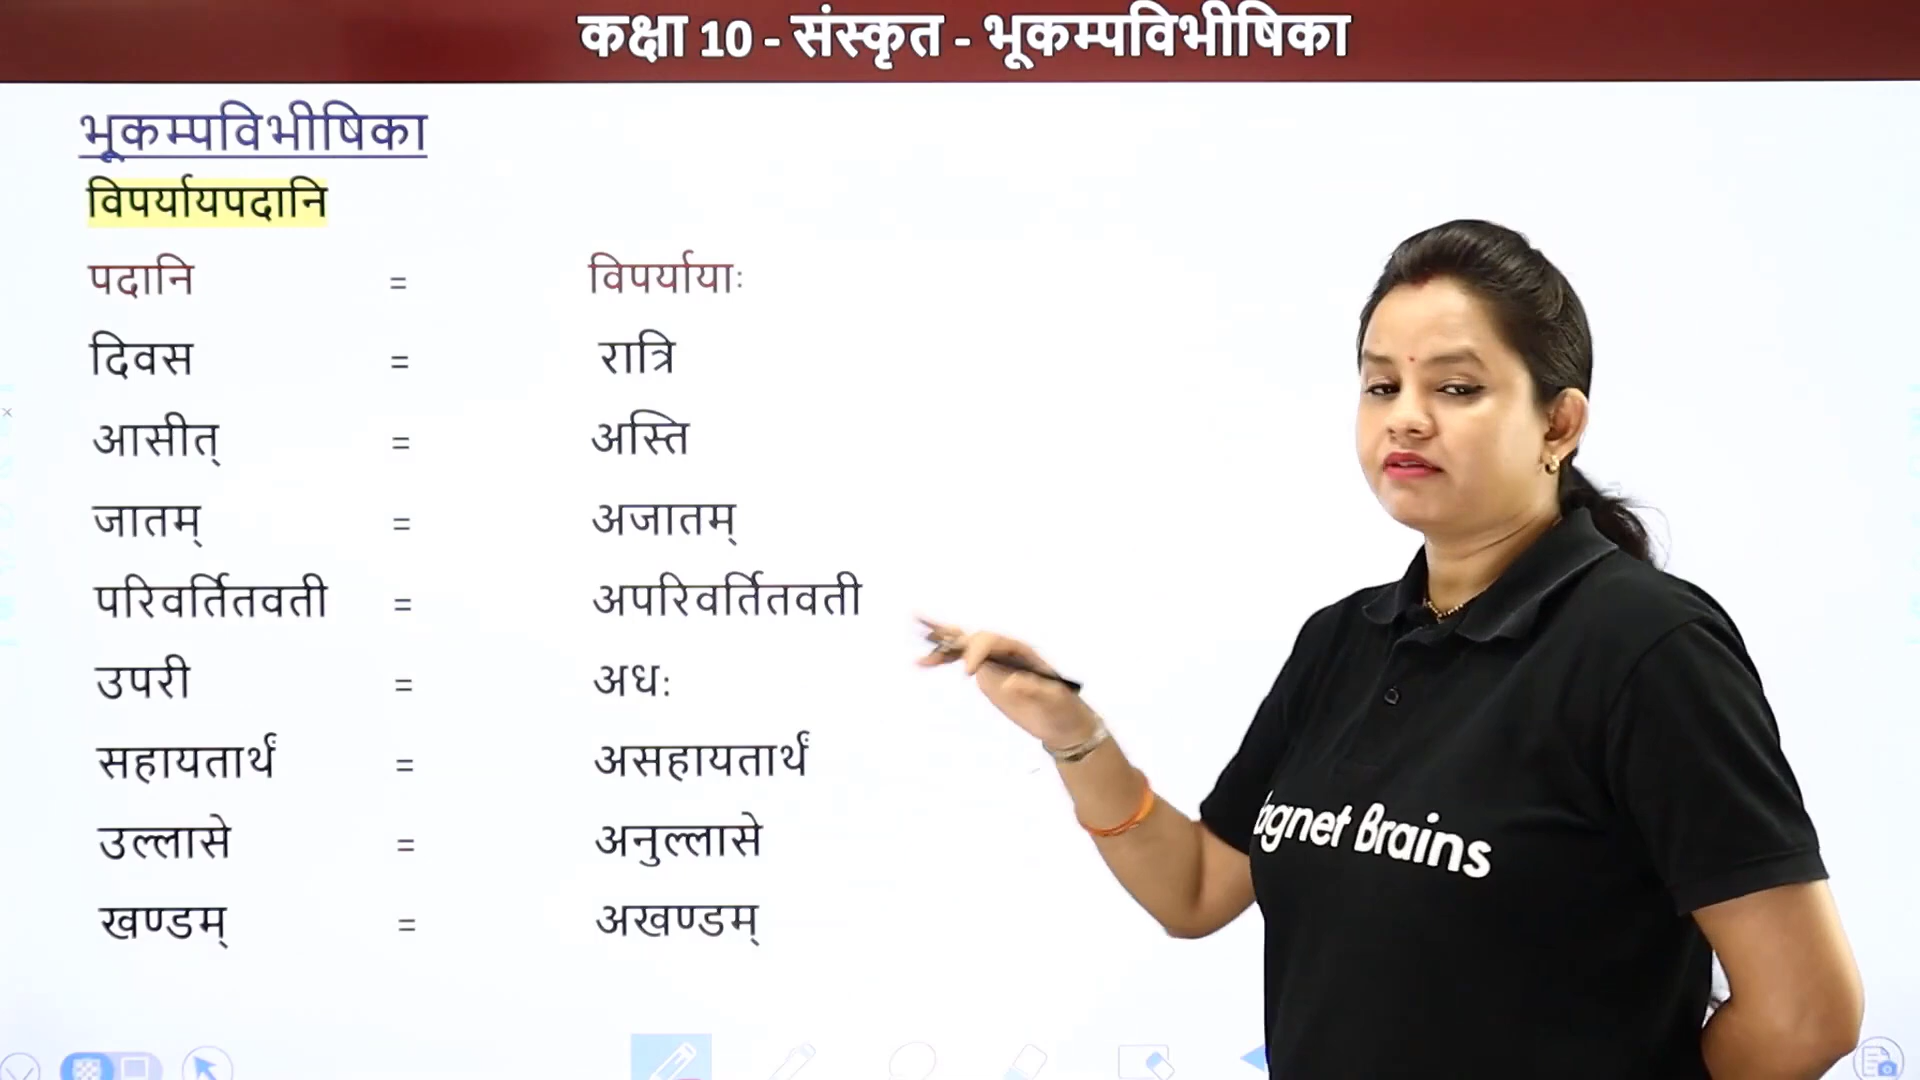 कक्षा 10 - संस्कृत - भूकम्पविभीषिका
भूकम्पविभीषिका
विपर्यायपदानि
पदानि = विपर्यायाः
दिवस = रात्रि
आसीत् = अस्ति
जातम् = अजातम्
परिवर्तितवती = अपरिवर्तितवती
उपरी = अधः
सहायतार्थं = असहायतार्थं
उल्लासे = अनुल्लासे
खण्डम् = अखण्डम्
agnet Brains